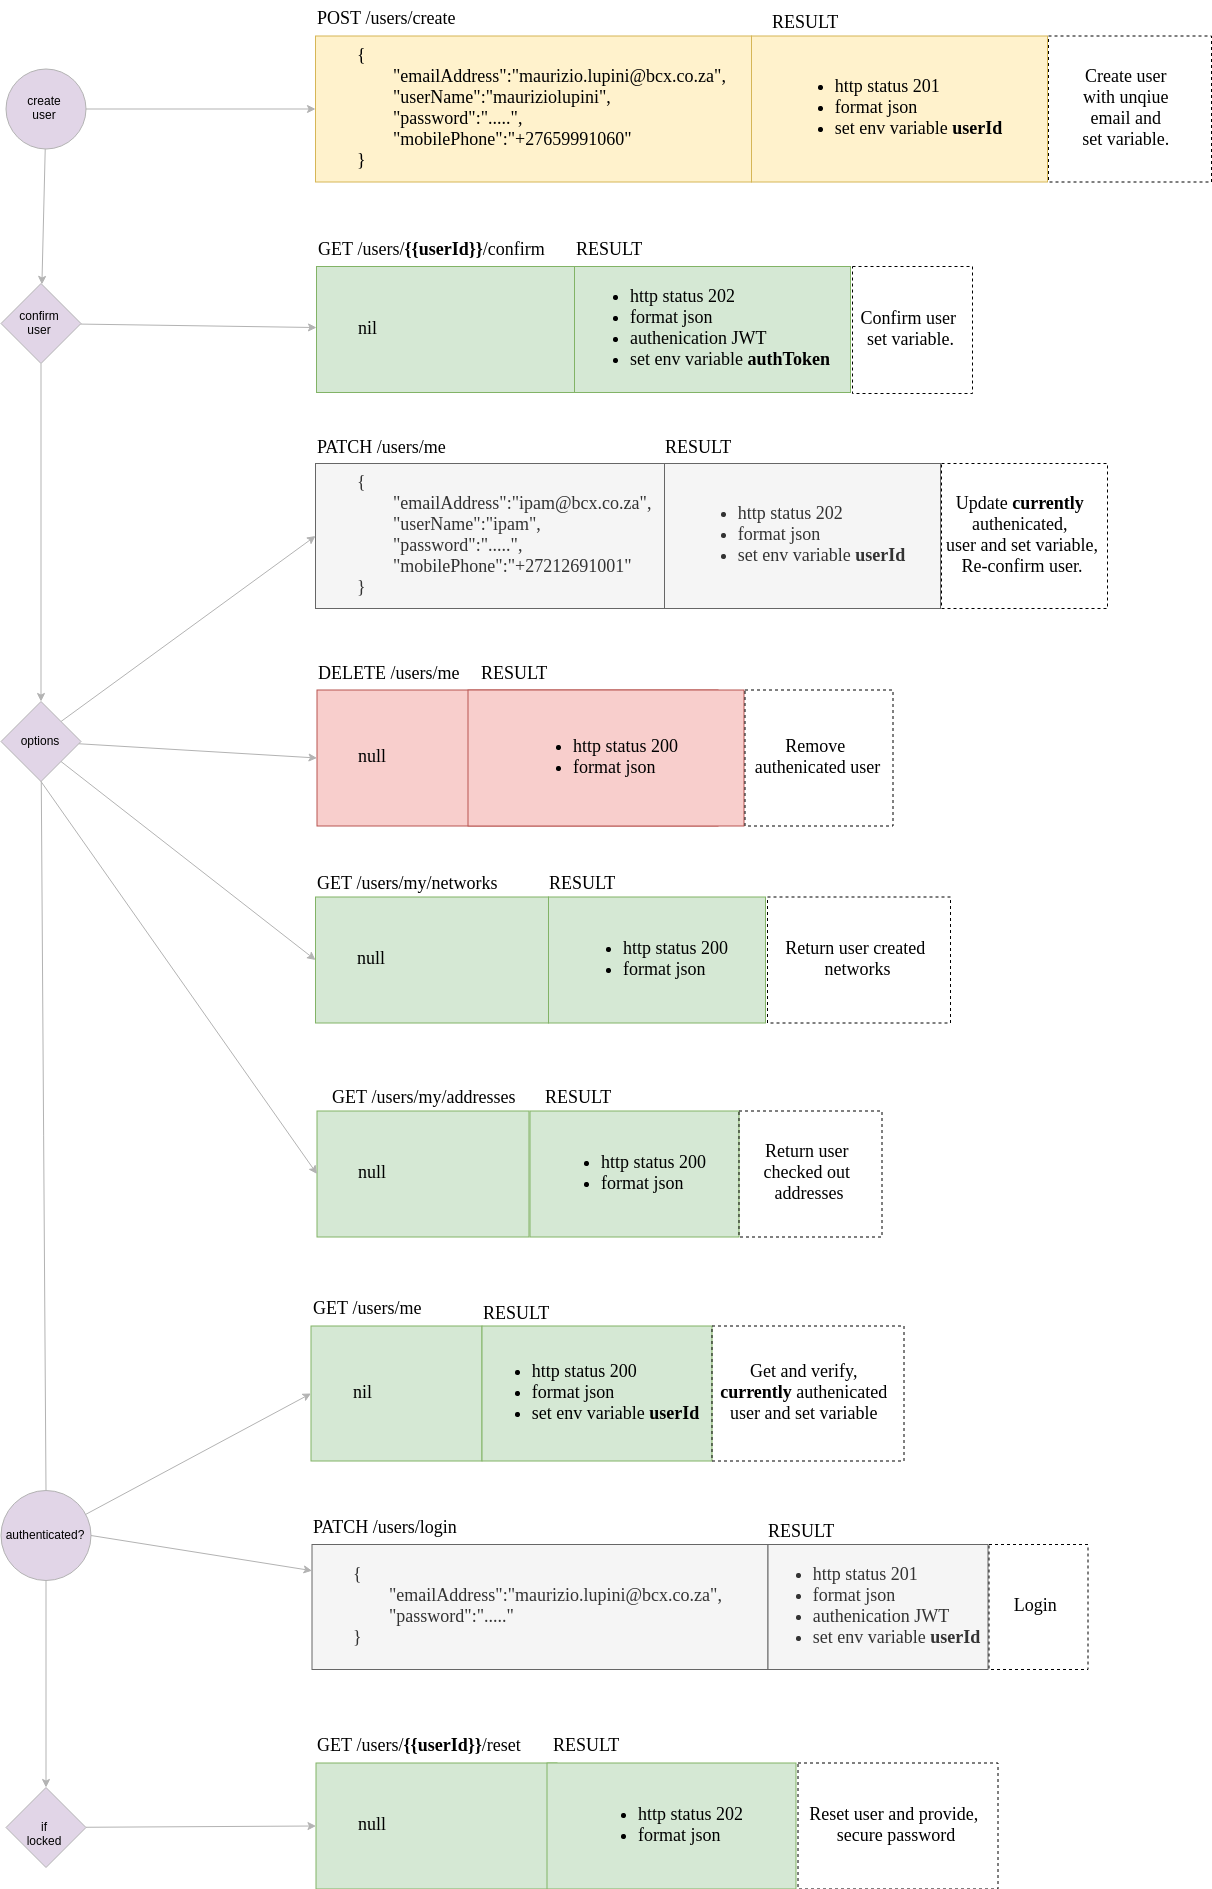 POST /users/create
RESULT
create
user
{
"emailAddress":"maurizio.lupini@bcx.co.za",
"userName":"mauriziolupini",
"password":".....",
"mobilePhone":"+27659991060"
}
http status 201
format json
set env variable userId
Create user
with unqiue
email and
set variable.
GET /users/{{userId}}/confirm
RESULT
confirm
user
nil
http status 202
format json
authenication JWT
set env variable authToken
Confirm user
set variable.
PATCH /users/me
RESULT
{
"emailAddress":"ipam@bcx.co.za",
"userName":"ipam",
"password":".....",
"mobilePhone":"+27212691001"
}
http status 202
format json
set env variable userId
Update currently
authenicated,
user and set variable,
Re-confirm user.
DELETE /users/me
RESULT
options
null
http status 200
format json
Remove
authenicated user
GET /users/my/networks
RESULT
null
http status 200
format json
Return user created
networks
GET /users/my/addresses
RESULT
null
http status 200
format json
Return user
checked out
addresses
GET /users/me
RESULT
nil
http status 200
format json
set env variable userId
Get and verify,
currently authenicated
user and set variable
authenticated?
PATCH /users/login
RESULT
{
"emailAddress":"maurizio.lupini@bcx.co.za",
"password":"....."
}
http status 201
format json
authenication JWT
set env variable userId
Login
GET /users/{{userId}}/reset
RESULT
if
locked
null
http status 202
format json
Reset user and provide,
secure password